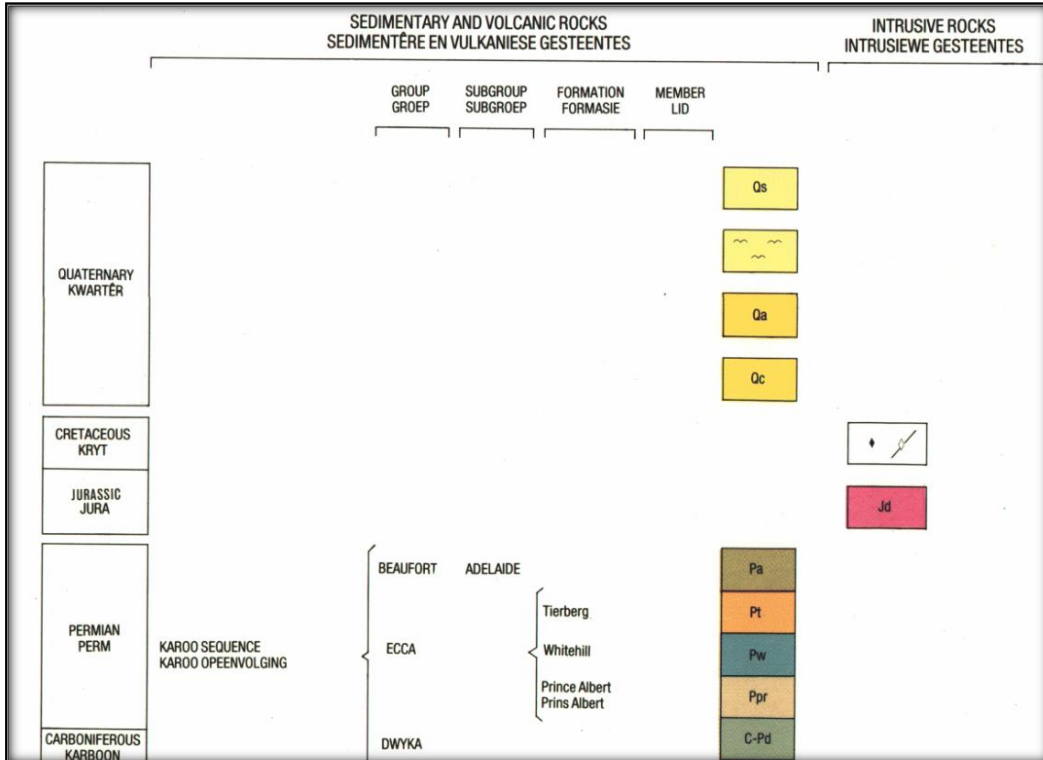 SEDIMENTARY AND VOLCANIC ROCKS
SEDIMENTÊRE EN VULKANIESE GESTEENTES
INTRUSIVE ROCKS
INTRUSIEWE GESTEENTES
GROUP
GROEP
SUBGROUP
SUBGROEP
FORMATION
FORMASIE
MEMBER
LID
QUATERNARY
KWARTÊR
Qs
Qa
Qc
CRETACEOUS
KRYT
JURASSIC
JURA
Jd
PERMIAN
PERM
KAROO SEQUENCE
KAROO OPEENVOLGING
BEAUFORT
ADELAIDE
Pa
ECCA
Tierberg
Pt
Whitehill
Pw
Prince Albert
Prins Albert
Ppr
CARBONIFEROUS
KARBOON
DWYKA
C-Pd